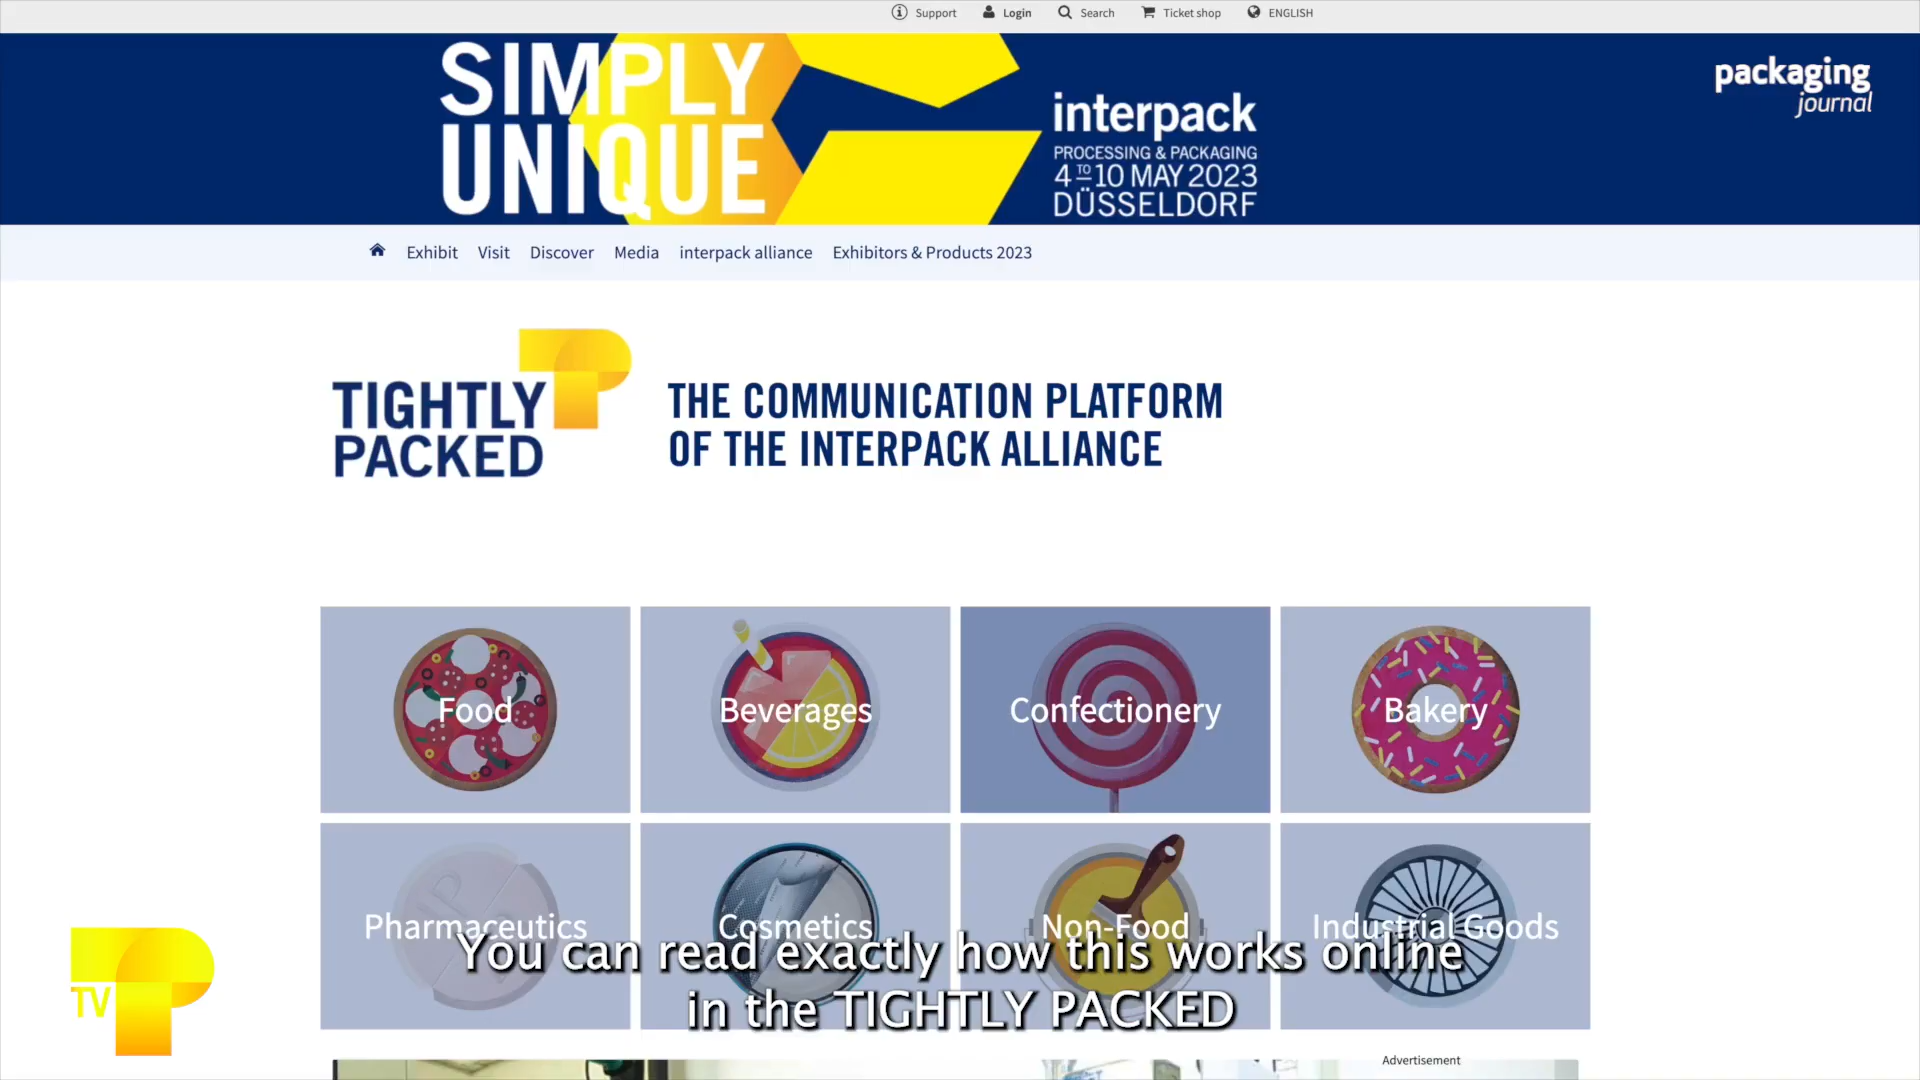 Support Login Search Ticket shop ENGLISH
SIMPLY
UNIQUE
interpack
PROCESSING & PACKAGING
4 TO 10 MAY 2023
DÜSSELDORF
packaging
journal
Exhibit Visit Discover Media interpack alliance Exhibitors & Products 2023
TIGHTLY
PACKED
THE COMMUNICATION PLATFORM
OF THE INTERPACK ALLIANCE
Food Beverages Confectionery Bakery
Pharmaceutics Cosmetics Non-Food Industrial Goods
You can read exactly how this works online
in the TIGHTLY PACKED
TV
Advertisement